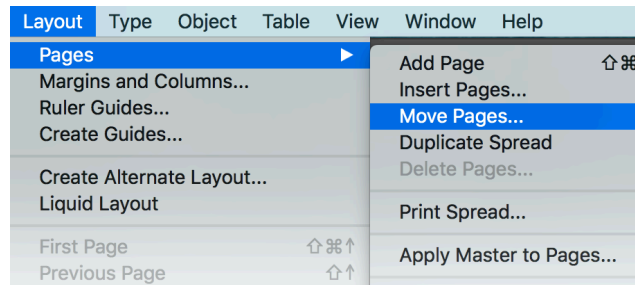 Layout Type Object Table View Window Help
Pages ▶
Margins and Columns...
Ruler Guides...
Create Guides...
Create Alternate Layout...
Liquid Layout
First Page ⇧⌘↑
Previous Page ⇧↑
Add Page ⇧⌘
Insert Pages...
Move Pages...
Duplicate Spread
Delete Pages...
Print Spread...
Apply Master to Pages...